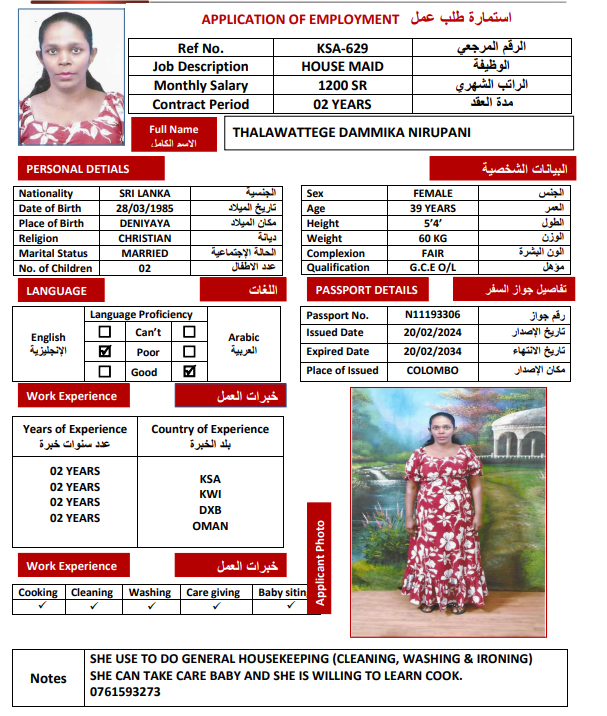 APPLICATION OF EMPLOYMENT استمارة طلب عمل
Ref No. KSA-629 الرقم المرجعي
Job Description HOUSE MAID الوظيفة
Monthly Salary 1200 SR الراتب الشهري
Contract Period 02 YEARS مدة العقد
Full Name THALAWATTEGE DAMMIKA NIRUPANI
الاسم الكامل
PERSONAL DETIALS البيانات الشخصية
Nationality SRI LANKA الجنسية
Date of Birth 28/03/1985 تاريخ الميلاد
Place of Birth DENIYAYA مكان الميلاد
Religion CHRISTIAN ديانة
Marital Status MARRIED الحالة الإجتماعية
No. of Children 02 عدد الاطفال
Sex FEMALE الجنس
Age 39 YEARS العمر
Height 5'4' الطول
Weight 60 KG الوزن
Complexion FAIR الون البشرة
Qualification G.C.E O/L مؤهل
LANGUAGE اللغات
Language Proficiency
English Can't Arabic
الإنجليزية Poor العربية
Good
PASSPORT DETAILS تفاصيل جواز السفر
Passport No. N11193306 رقم جواز
Issued Date 20/02/2024 تاريخ الإصدار
Expired Date 20/02/2034 تاريخ الانتهاء
Place of Issued COLOMBO مكان الإصدار
Work Experience خبرات العمل
Years of Experience Country of Experience
عدد سنوات خبرة بلد الخبرة
02 YEARS KSA
02 YEARS KWI
02 YEARS DXB
02 YEARS OMAN
Work Experience خبرات العمل
Cooking Cleaning Washing Care giving Baby siting
✓ ✓ ✓ ✓ ✓
Applicant Photo
Notes
SHE USE TO DO GENERAL HOUSEKEEPING (CLEANING, WASHING & IRONING)
SHE CAN TAKE CARE BABY AND SHE IS WILLING TO LEARN COOK.
0761593273